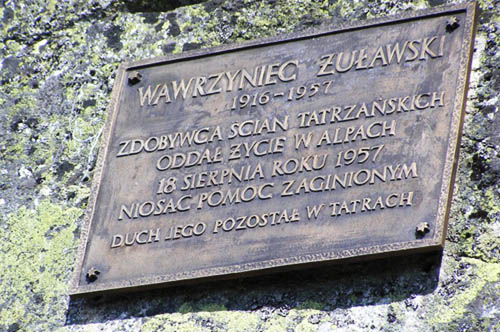 WAWRZYNIEC ŻUŁAWSKI
1916-1957
ZDOBYWCA ŚCIAN TATRZAŃSKICH
ODDAŁ ŻYCIE W ALPACH
18 SIERPNIA ROKU 1957
NIOSĄC POMOC ZAGINIONYM
DUCH JEGO POZOSTAŁ W TATRACH